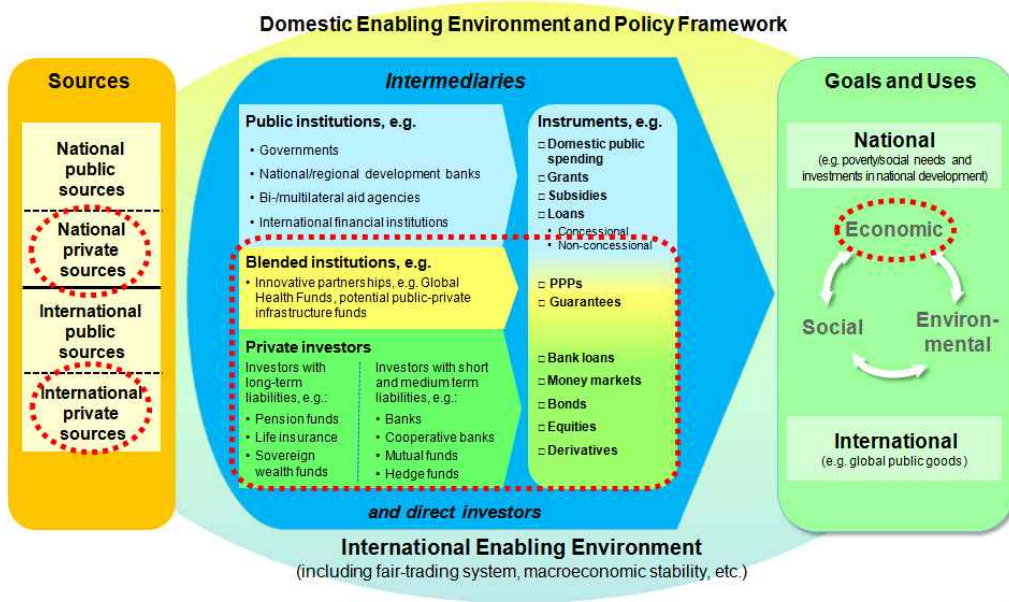 Domestic Enabling Environment and Policy Framework
Sources
National
public
sources
National
private
sources
International
public
sources
International
private
sources
Intermediaries
Public institutions, e.g.
• Governments
• National/regional development banks
• Bi-/multilateral aid agencies
• International financial institutions
Blended institutions, e.g.
• Innovative partnerships, e.g. Global
Health Funds, potential public-private
infrastructure funds
Private investors
Investors with
long-term
liabilities, e.g.:
• Pension funds
• Life insurance
• Sovereign
wealth funds
Investors with short
and medium term
liabilities, e.g.:
• Banks
• Cooperative banks
• Mutual funds
• Hedge funds
Instruments, e.g.
□ Domestic public
spending
□ Grants
□ Subsidies
□ Loans
• Concessional
• Non-concessional
□ PPPs
□ Guarantees
□ Bank loans
□ Money markets
□ Bonds
□ Equities
□ Derivatives
and direct investors
Goals and Uses
National
(e.g. poverty/social needs and
investments in national development)
Economic
Social
Environ-
mental
International
(e.g. global public goods)
International Enabling Environment
(including fair-trading system, macroeconomic stability, etc.)